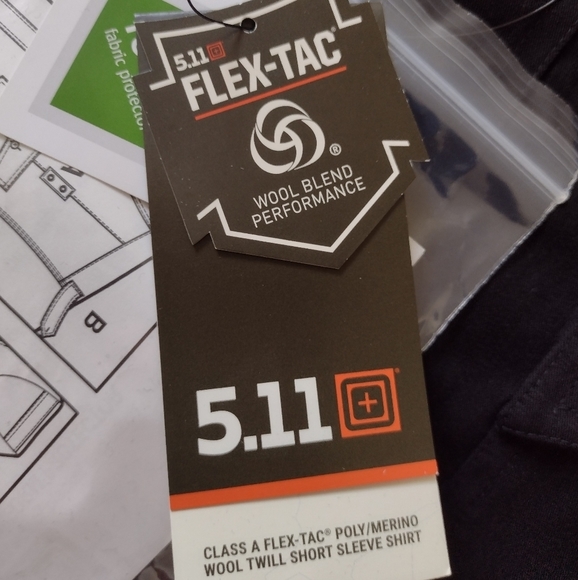 fabric protector
5.11
FLEX-TAC®
®
WOOL BLEND
PERFORMANCE
B
5.11®
CLASS A FLEX-TAC® POLY/MERINO
WOOL TWILL SHORT SLEEVE SHIRT